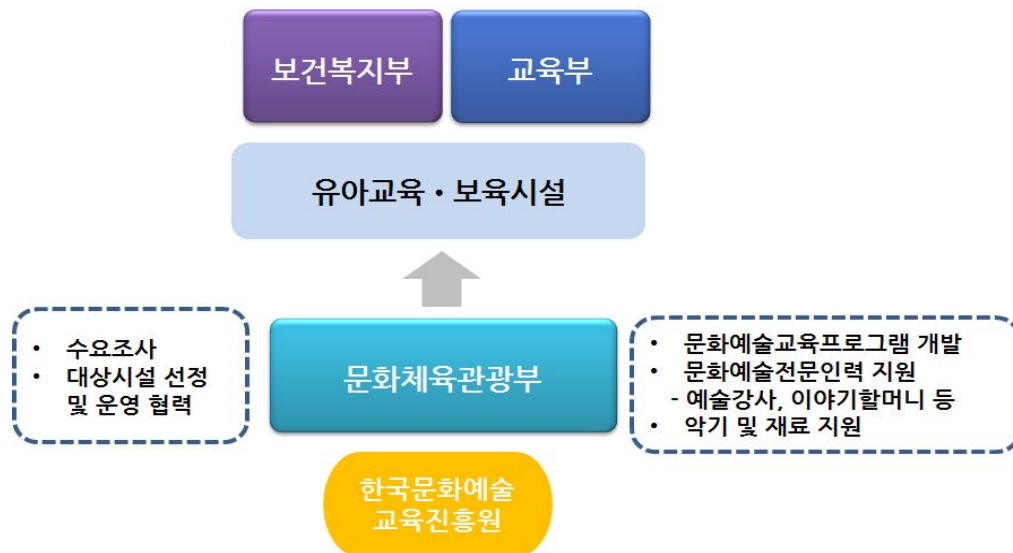 보건복지부
교육부
유아교육 • 보육시설
• 수요조사
• 대상시설 선정
및 운영 협력
문화체육관광부
• 문화예술교육프로그램 개발
• 문화예술전문인력 지원
- 예술강사, 이야기할머니 등
• 악기 및 재료 지원
한국문화예술
교육진흥원